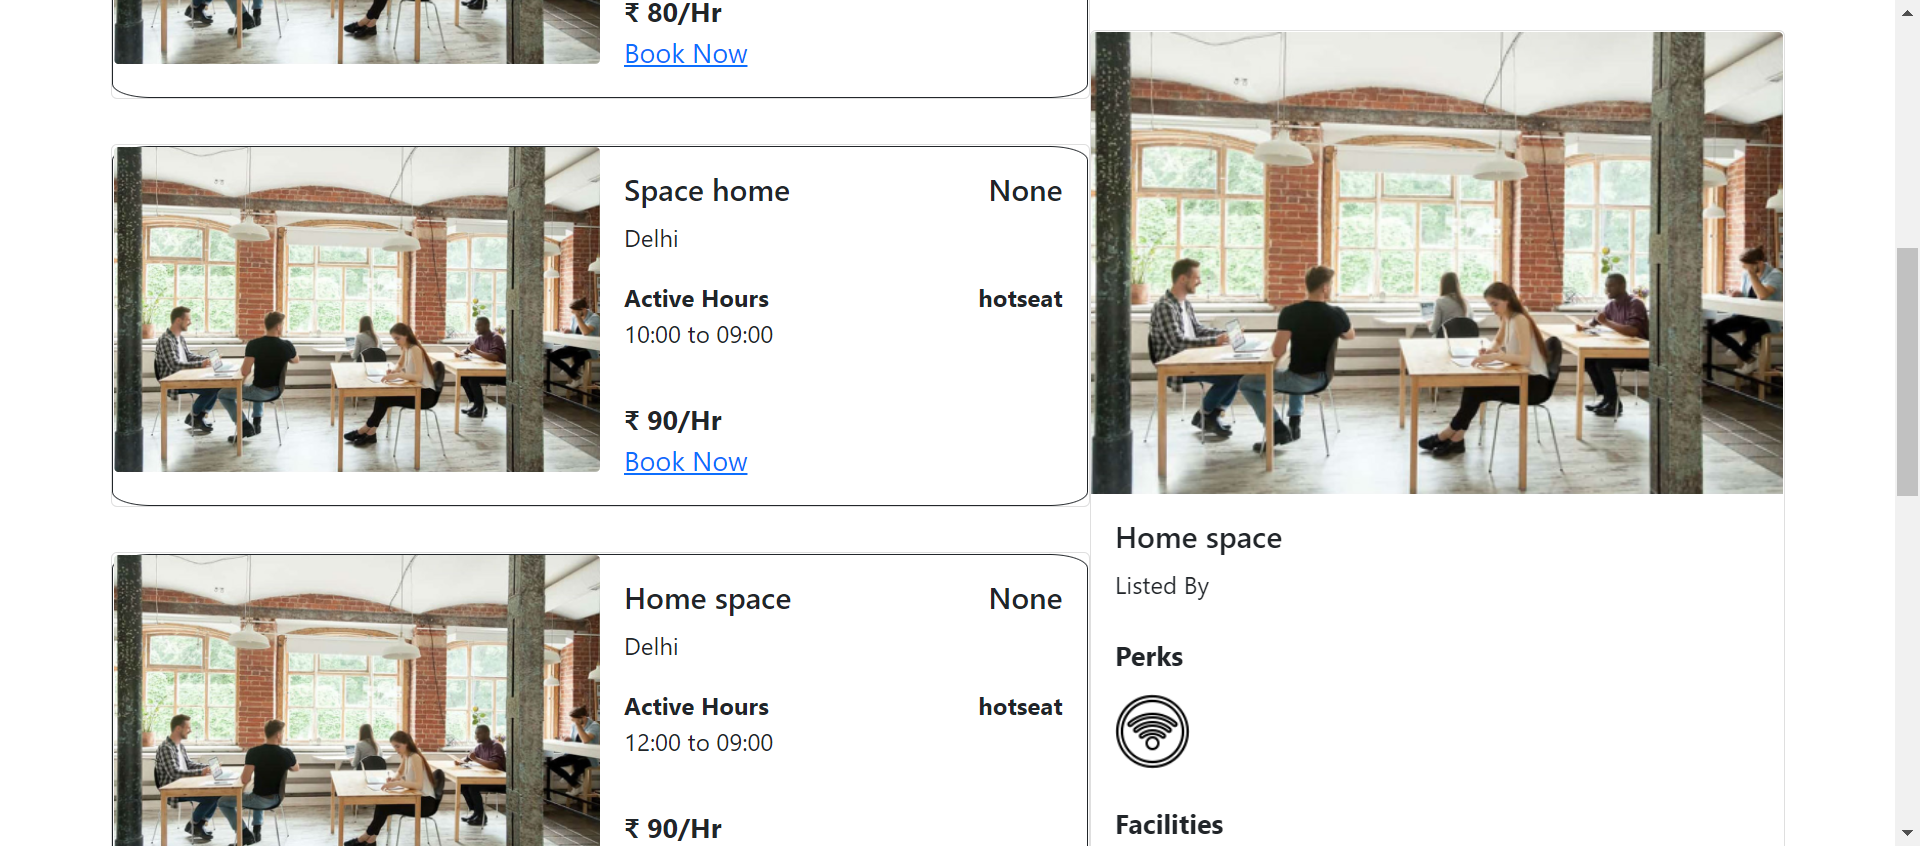 ₹ 80/Hr
Book Now
Space home
None
Delhi
Active Hours
hotseat
10:00 to 09:00
₹ 90/Hr
Book Now
Home space
None
Delhi
Active Hours
hotseat
12:00 to 09:00
₹ 90/Hr
Home space
Listed By
Perks
Facilities